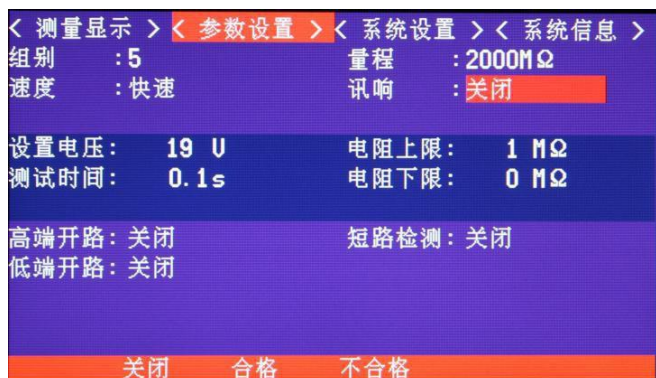 < 测量显示 > < 参数设置 > < 系统设置 > < 系统信息 >
组别 :5 量程 :2000MΩ
速度 :快速 讯响 :关闭
设置电压: 19 V 电阻上限: 1 MΩ
测试时间: 0.1s 电阻下限: 0 MΩ
高端开路:关闭 短路检测:关闭
低端开路:关闭
关闭 合格 不合格